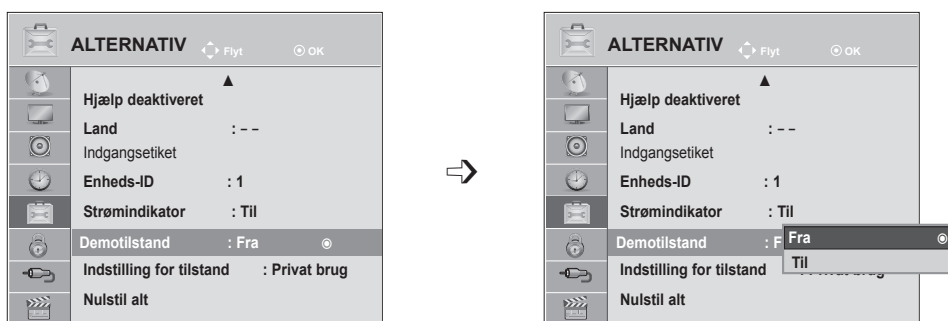 ALTERNATIV Flyt OK
▲
Hjælp deaktiveret
Land : – –
Indgangsetiket
Enheds-ID : 1
Strømindikator : Til
Demotilstand : Fra
Indstilling for tilstand : Privat brug
Nulstil alt
ALTERNATIV Flyt OK
▲
Hjælp deaktiveret
Land : – –
Indgangsetiket
Enheds-ID : 1
Strømindikator : Til
Demotilstand : F
Fra
Til
Indstilling for tilstand
Nulstil alt